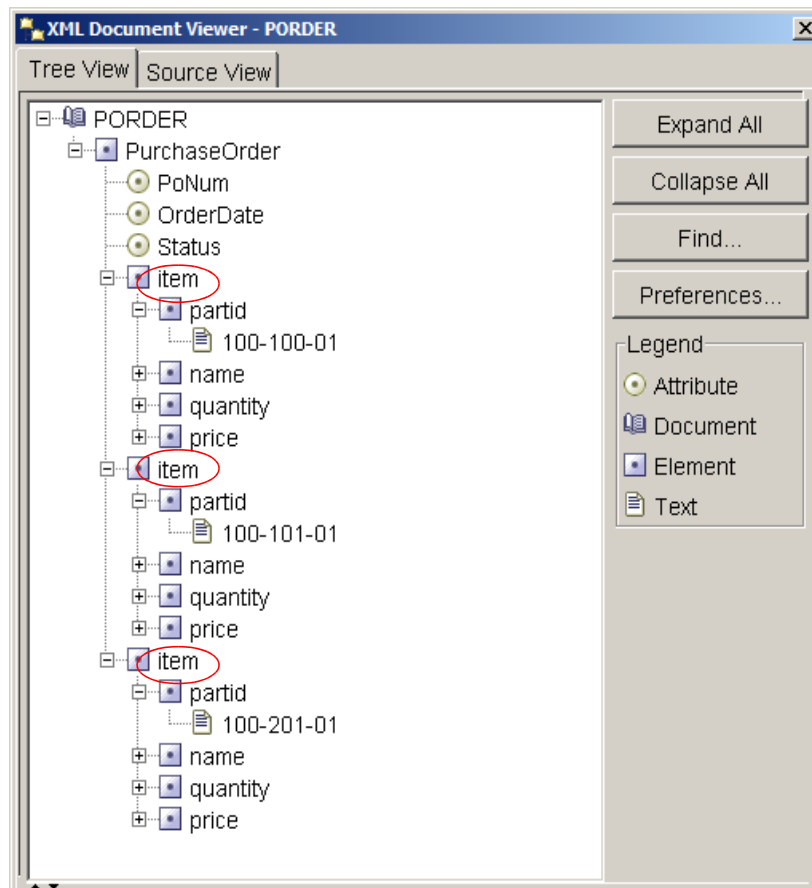 XML Document Viewer - PORDER
Tree View
Source View
PORDER
PurchaseOrder
PoNum
OrderDate
Status
item
partid
100-100-01
name
quantity
price
item
partid
100-101-01
name
quantity
price
item
partid
100-201-01
name
quantity
price
Expand All
Collapse All
Find...
Preferences...
Legend
Attribute
Document
Element
Text